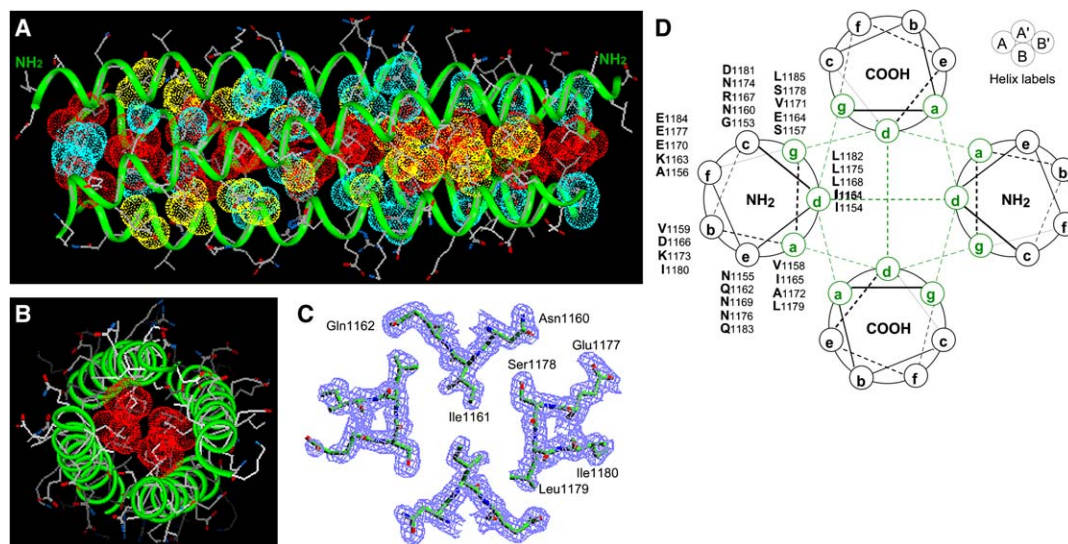 A
NH2
NH2
B
C
Gln1162
Asn1160
Ser1178
Glu1177
Ile1161
Ile1180
Leu1179
D
A A' B B'
Helix labels
f b c e g a d
COOH
D1181
N1174
R1167
N1160
G1153
L1185
S1178
V1171
E1164
S1157
E1184
E1177
E1170
K1163
A1156
c g f d b a e
NH2
L1182
L1175
L1168
I1154
a e b d f g c
NH2
V1159
D1166
K1173
I1180
N1155
Q1162
N1169
N1176
Q1183
V1158
I1165
A1172
L1179
d a g e c b f
COOH